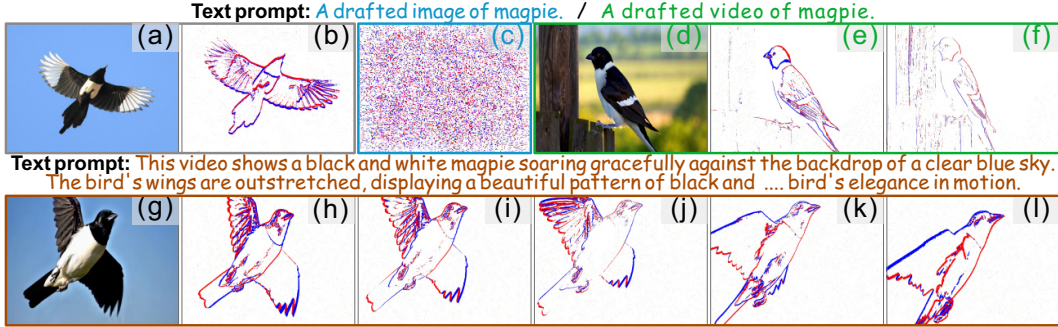 Text prompt: A drafted image of magpie. / A drafted video of magpie.
(a) (b) (c) (d) (e) (f)
Text prompt: This video shows a black and white magpie soaring gracefully against the backdrop of a clear blue sky.
The bird's wings are outstretched, displaying a beautiful pattern of black and .... bird's elegance in motion.
(g) (h) (i) (j) (k) (l)